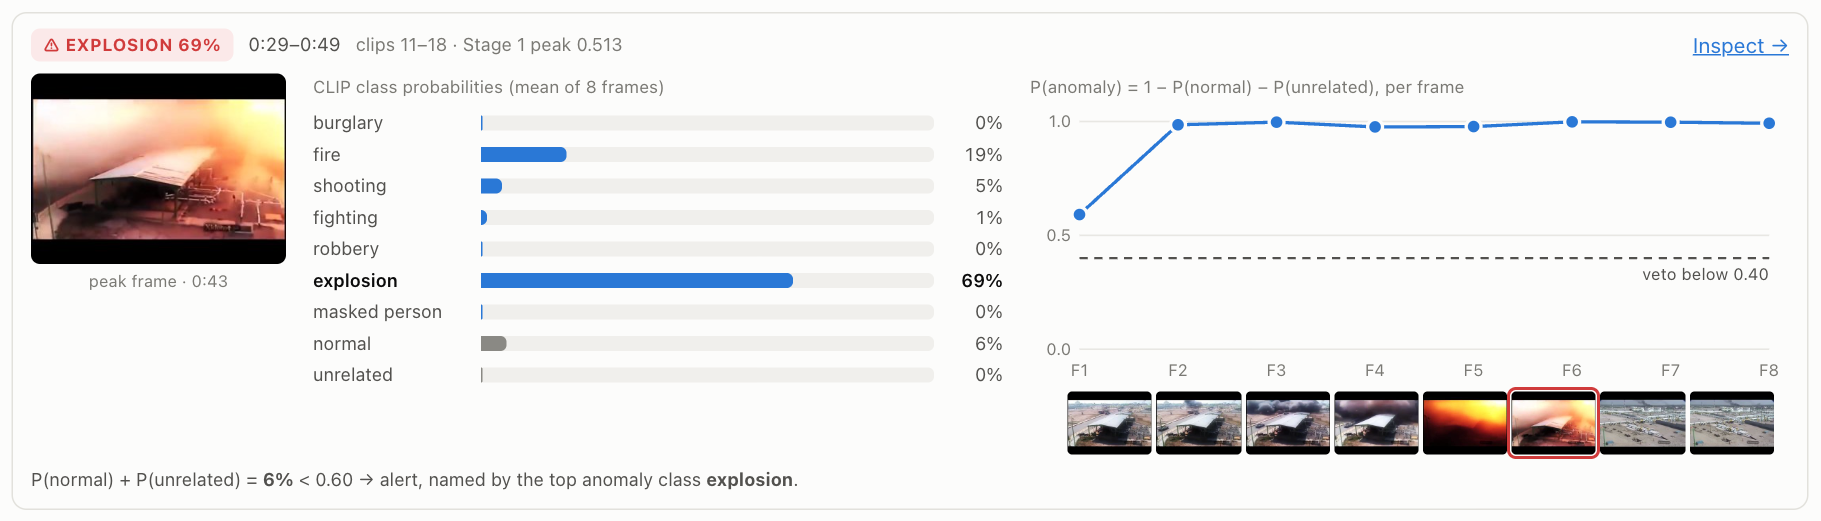 EXPLOSION 69% 0:29–0:49 clips 11–18 · Stage 1 peak 0.513 Inspect →
CLIP class probabilities (mean of 8 frames)
burglary 0%
fire 19%
shooting 5%
fighting 1%
robbery 0%
explosion 69%
masked person 0%
normal 6%
unrelated 0%
peak frame · 0:43
P(anomaly) = 1 – P(normal) – P(unrelated), per frame
1.0
0.5
veto below 0.40
0.0
F1 F2 F3 F4 F5 F6 F7 F8
P(normal) + P(unrelated) = 6% < 0.60 → alert, named by the top anomaly class explosion.